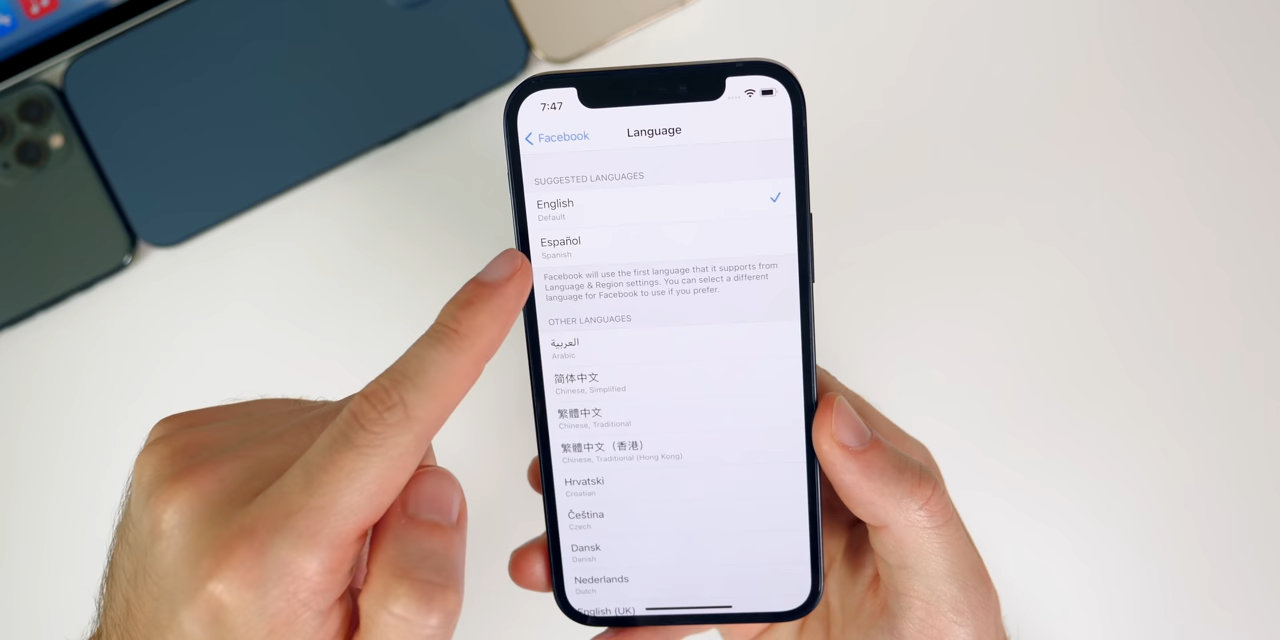 7:47
Facebook
Language
SUGGESTED LANGUAGES
English
Default
Español
Spanish
Facebook will use the first language that it supports from
Language & Region settings. You can select a different
language for Facebook to use if you prefer.
OTHER LANGUAGES
العربية
Arabic
简体中文
Chinese, Simplified
繁體中文
Chinese, Traditional
繁體中文（香港）
Chinese, Traditional (Hong Kong)
Hrvatski
Croatian
Čeština
Czech
Dansk
Danish
Nederlands
Dutch
English (UK)